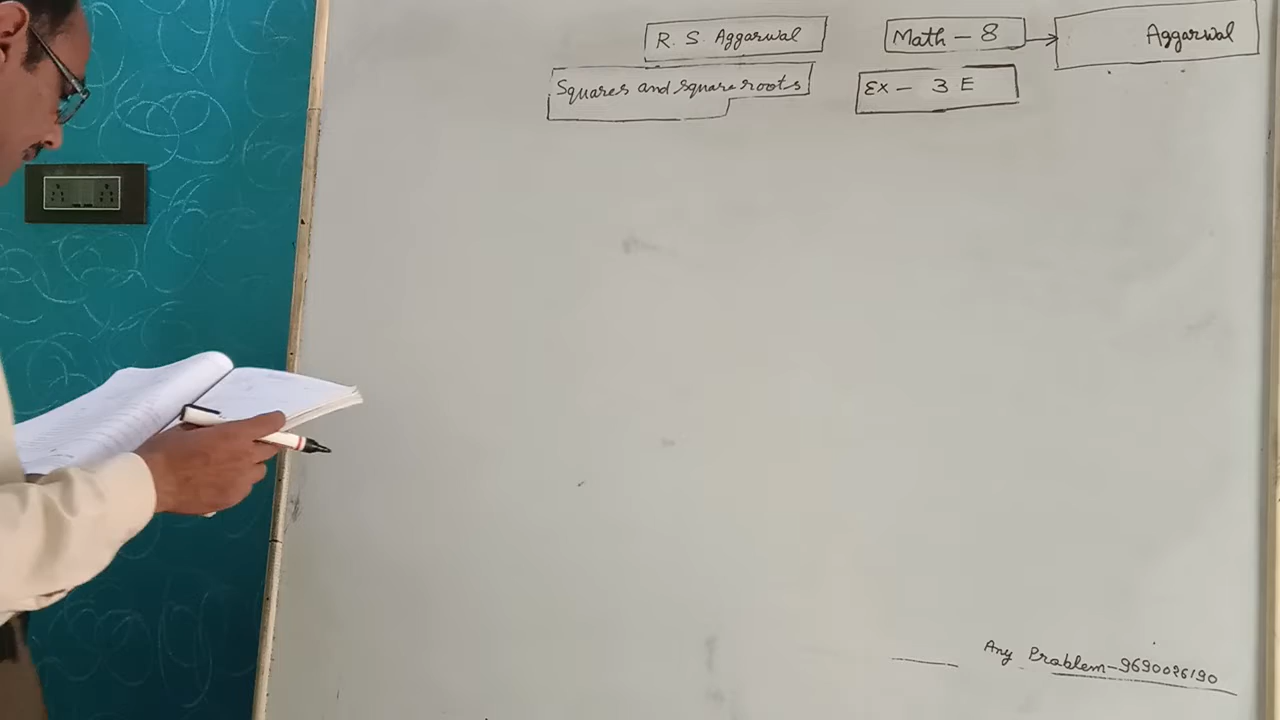 R. S. Aggarwal
Math - 8 → Aggarwal
Squares and square roots
Ex - 3 E
Any Problem - 9690026190